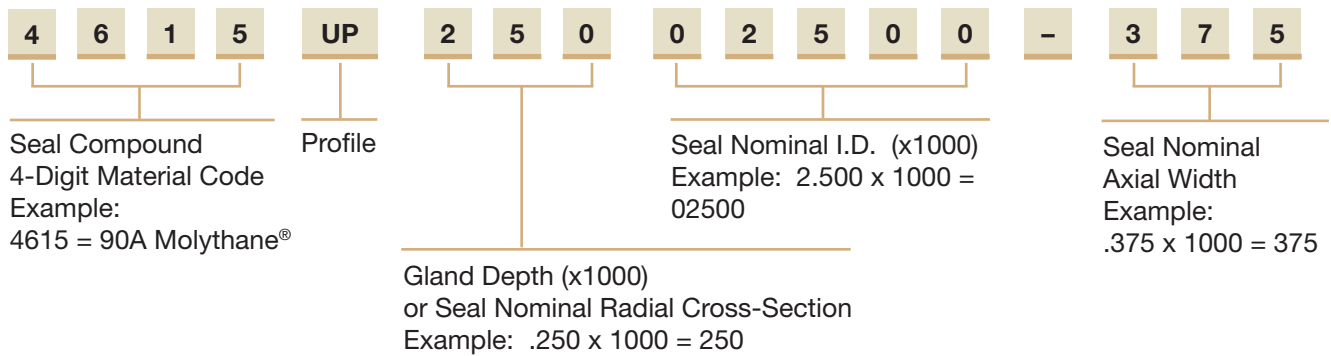 4 6 1 5 UP 2 5 0 0 2 5 0 0 – 3 7 5
Seal Compound
4-Digit Material Code
Example:
4615 = 90A Molythane®
Profile
Gland Depth (x1000)
or Seal Nominal Radial Cross-Section
Example: .250 x 1000 = 250
Seal Nominal I.D. (x1000)
Example: 2.500 x 1000 =
02500
Seal Nominal
Axial Width
Example:
.375 x 1000 = 375